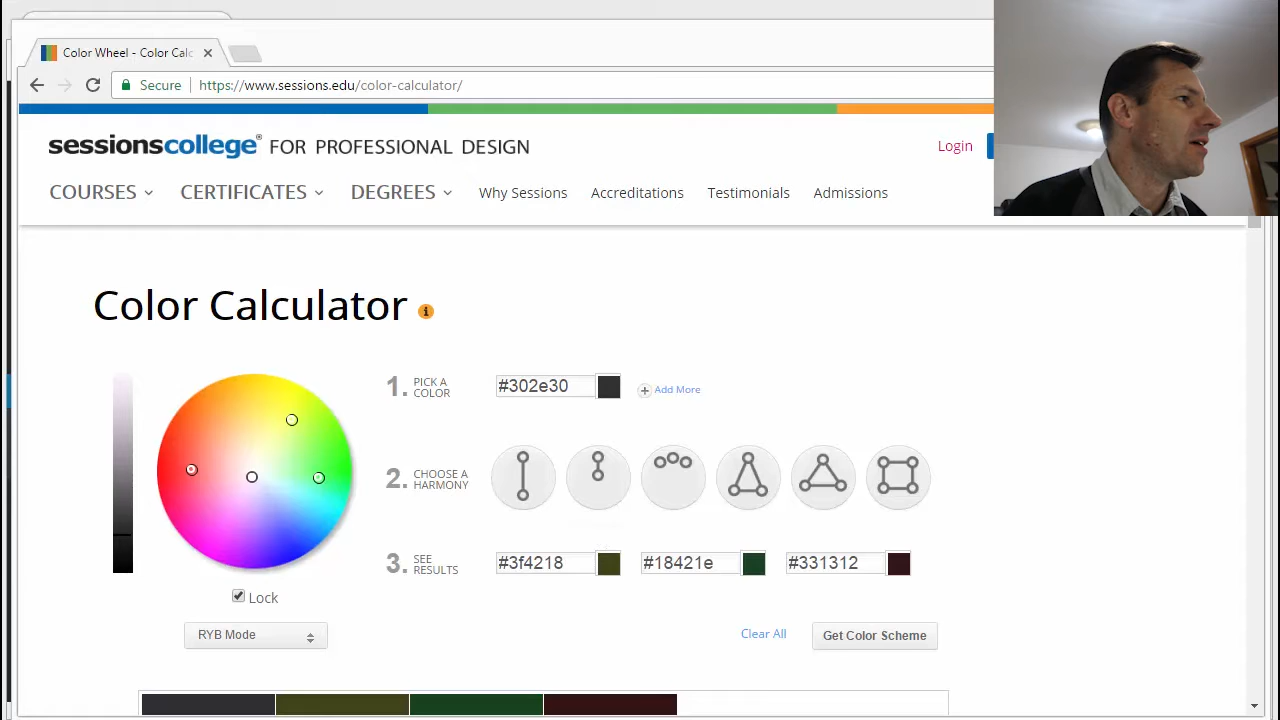 Color Wheel - Color Calc
Secure
https://www.sessions.edu/color-calculator/
sessionscollege® FOR PROFESSIONAL DESIGN
Login
COURSES
CERTIFICATES
DEGREES
Why Sessions
Accreditations
Testimonials
Admissions
Color Calculator
1. PICK A
COLOR
#302e30
Add More
2. CHOOSE A
HARMONY
3. SEE
RESULTS
#3f4218
#18421e
#331312
Lock
RYB Mode
Clear All
Get Color Scheme